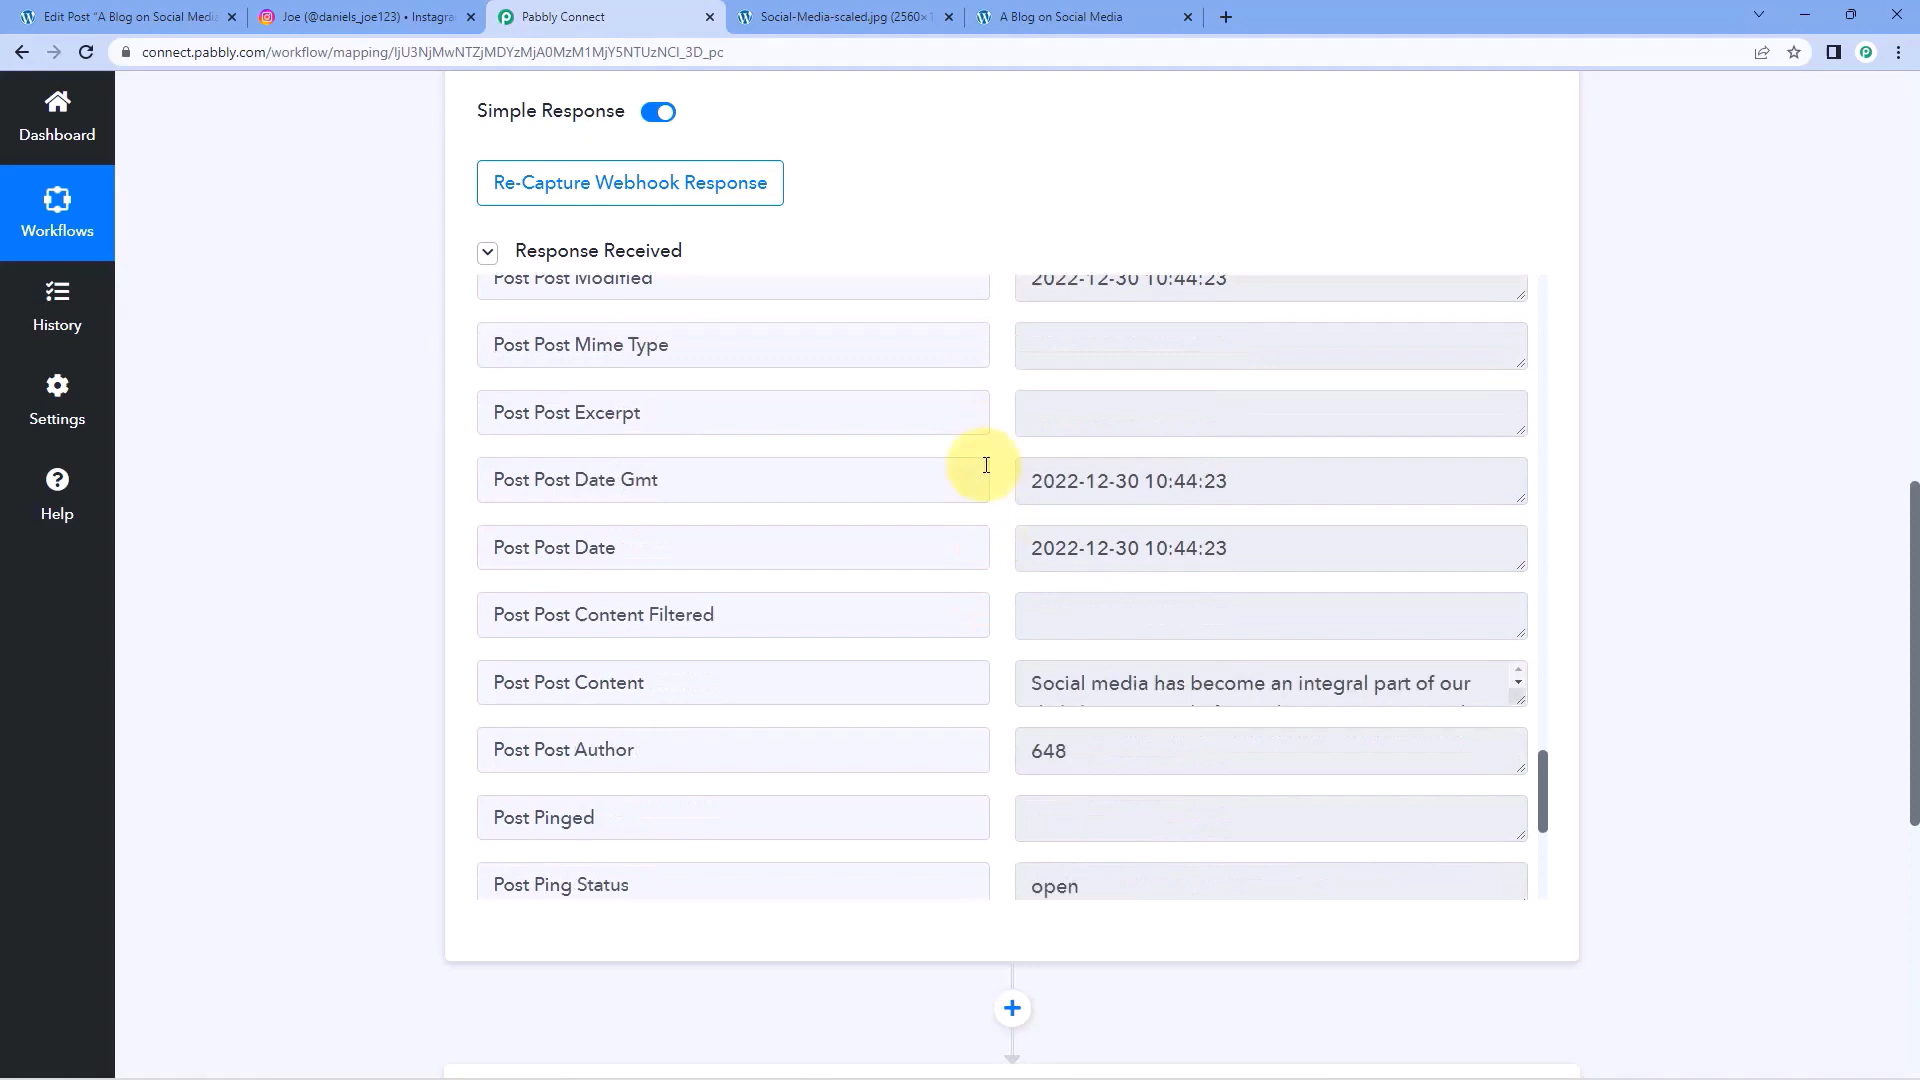 Edit Post "A Blog on Social Medi
Joe (@daniels_joe123) • Instagra
Pabbly Connect
Social-Media-scaled.jpg (2560×1
A Blog on Social Media
connect.pabbly.com/workflow/mapping/IjU3NjMwNTZjMDYzMjA0MzM1MjY5NTUzNCI_3D_pc
Dashboard
Workflows
History
Settings
Help
Simple Response
Re-Capture Webhook Response
Response Received
Post Post Modified
2022-12-30 10:44:23
Post Post Mime Type
Post Post Excerpt
Post Post Date Gmt
2022-12-30 10:44:23
Post Post Date
2022-12-30 10:44:23
Post Post Content Filtered
Post Post Content
Social media has become an integral part of our
Post Post Author
648
Post Pinged
Post Ping Status
open